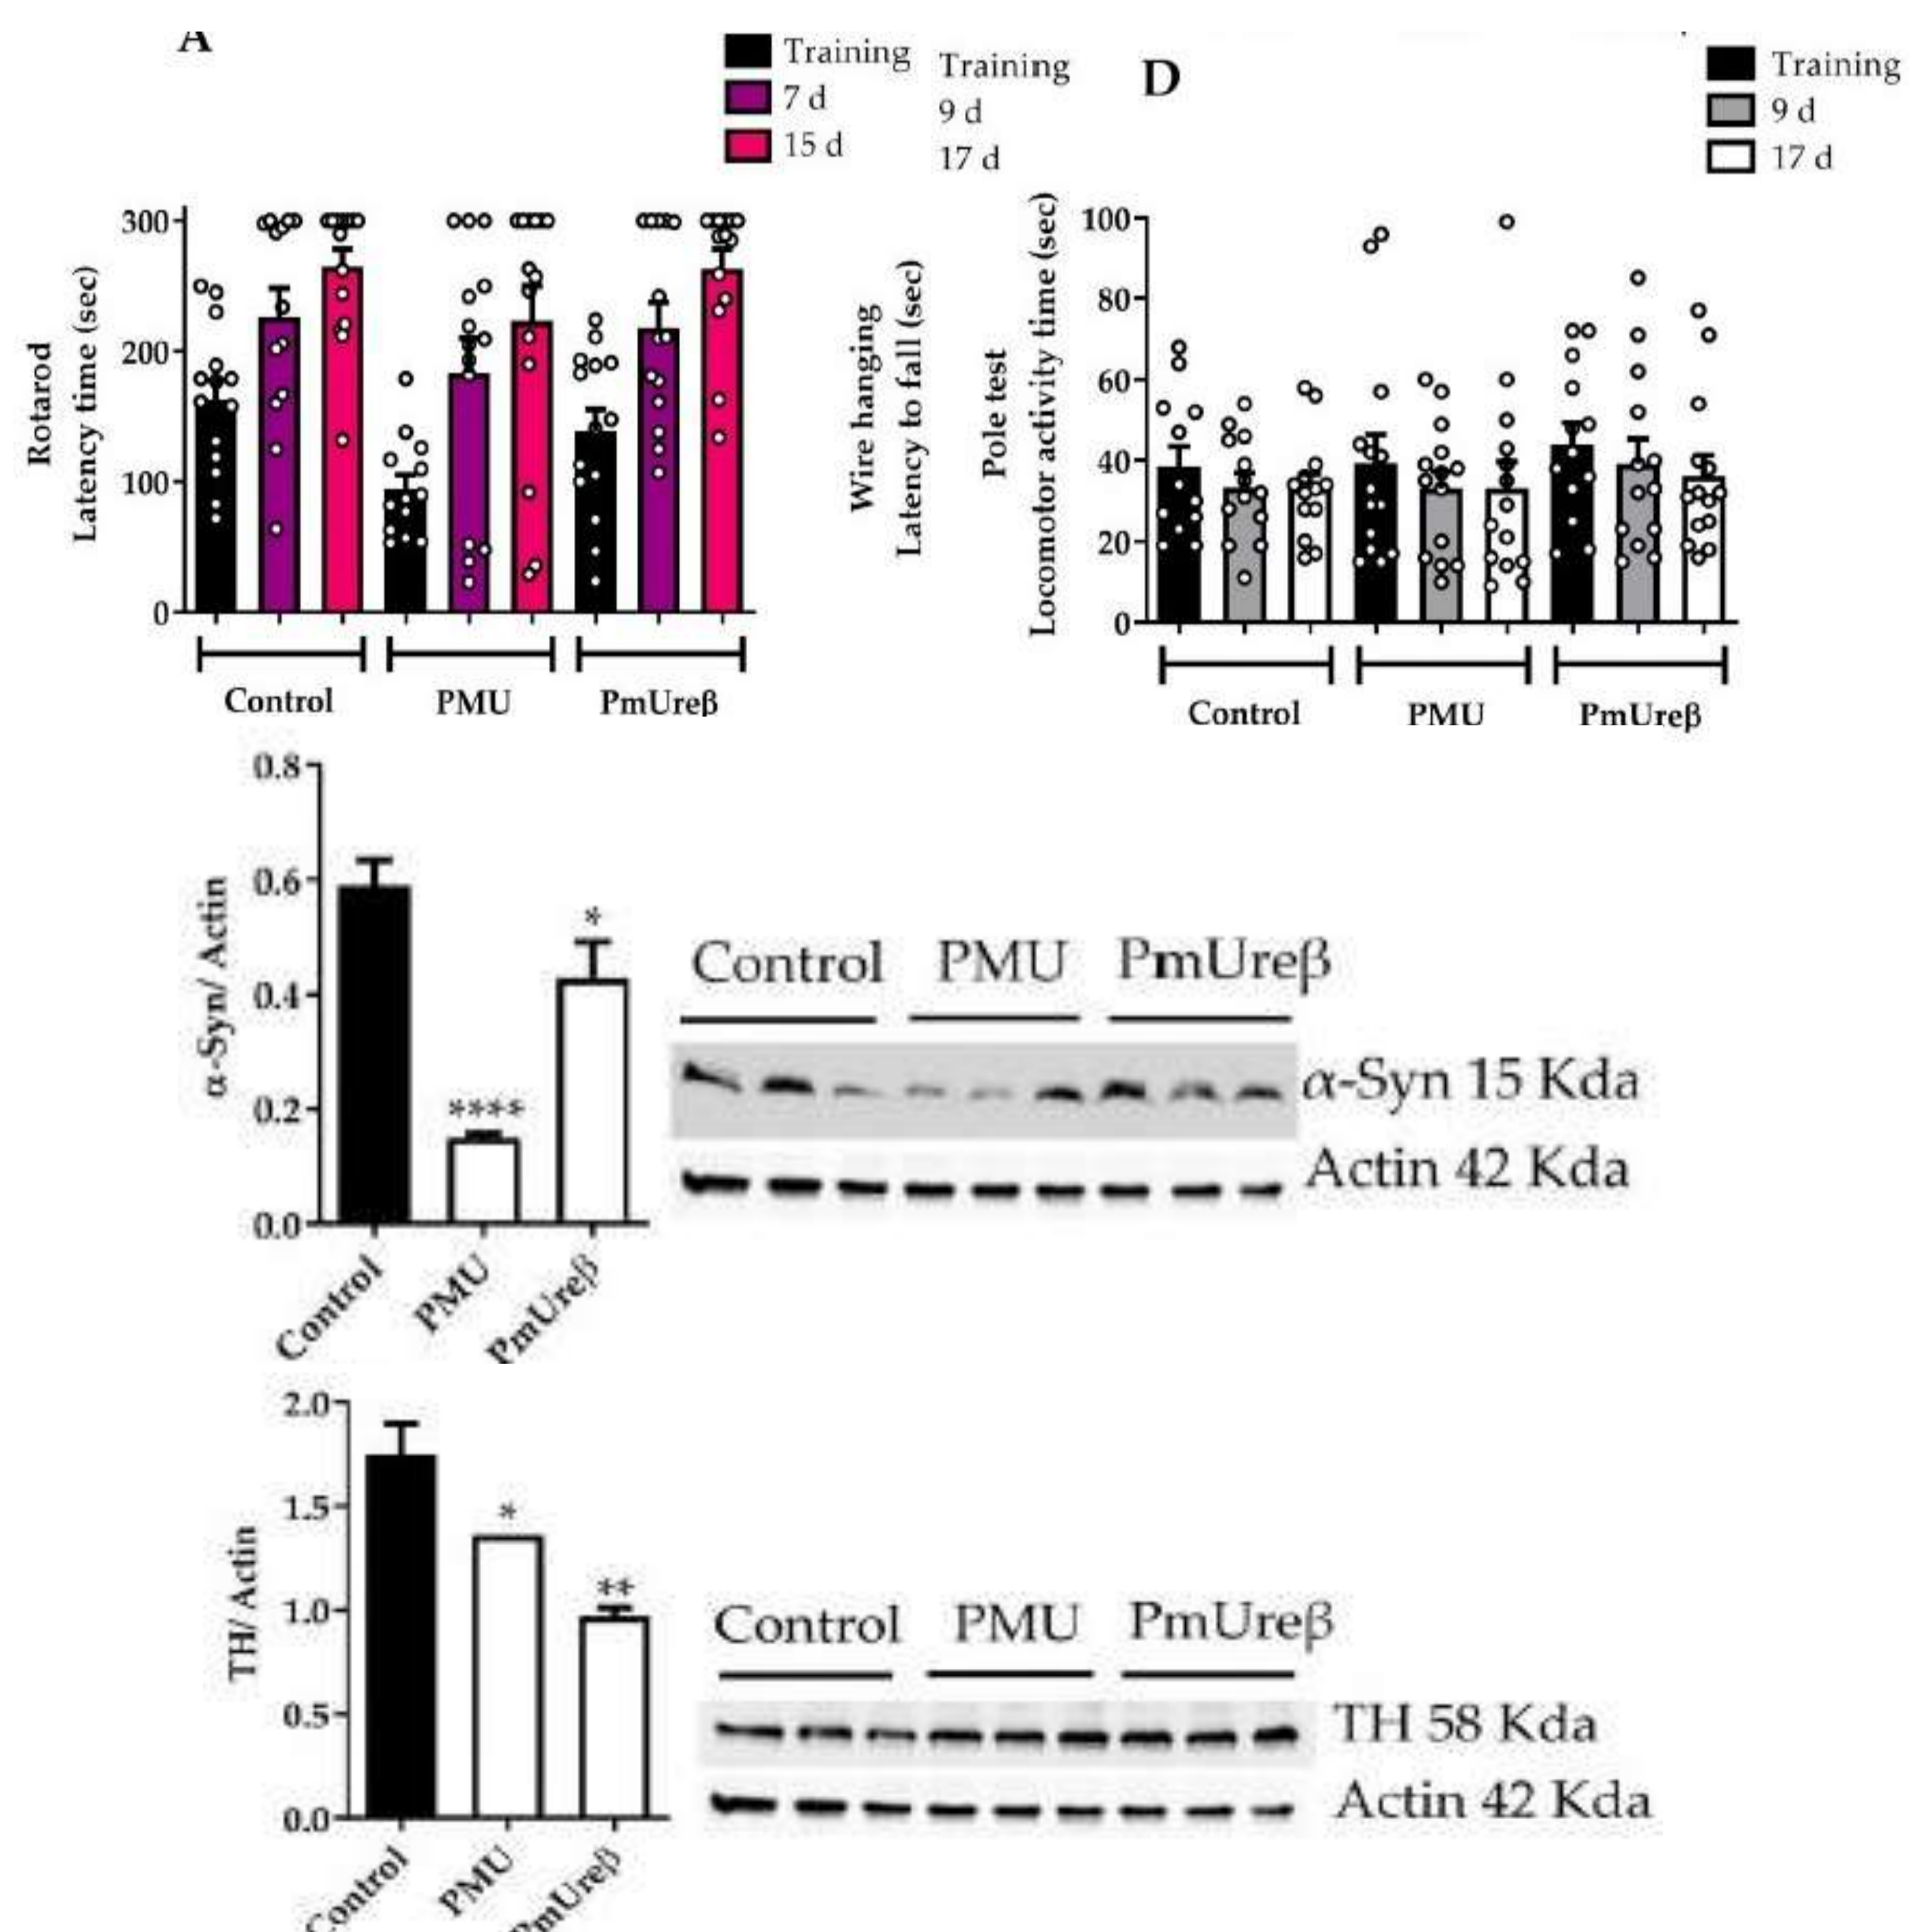 A
Training
7 d
15 d
Training
9 d
17 d
D
Training
9 d
17 d
Rotarod
Latency time (sec)
300
200
100
0
Control
PMU
PmUreβ
Wire hanging
Latency to fall (sec)
Pole test
Locomotor activity time (sec)
100
80
60
40
20
0
Control
PMU
PmUreβ
α-Syn/ Actin
0.8
0.6
0.4
0.2
0.0
****
*
Control
PMU
PmUreβ
Control PMU PmUreβ
α-Syn 15 Kda
Actin 42 Kda
TH/ Actin
2.0
1.5
1.0
0.5
0.0
*
**
Control
PMU
PmUreβ
Control PMU PmUreβ
TH 58 Kda
Actin 42 Kda